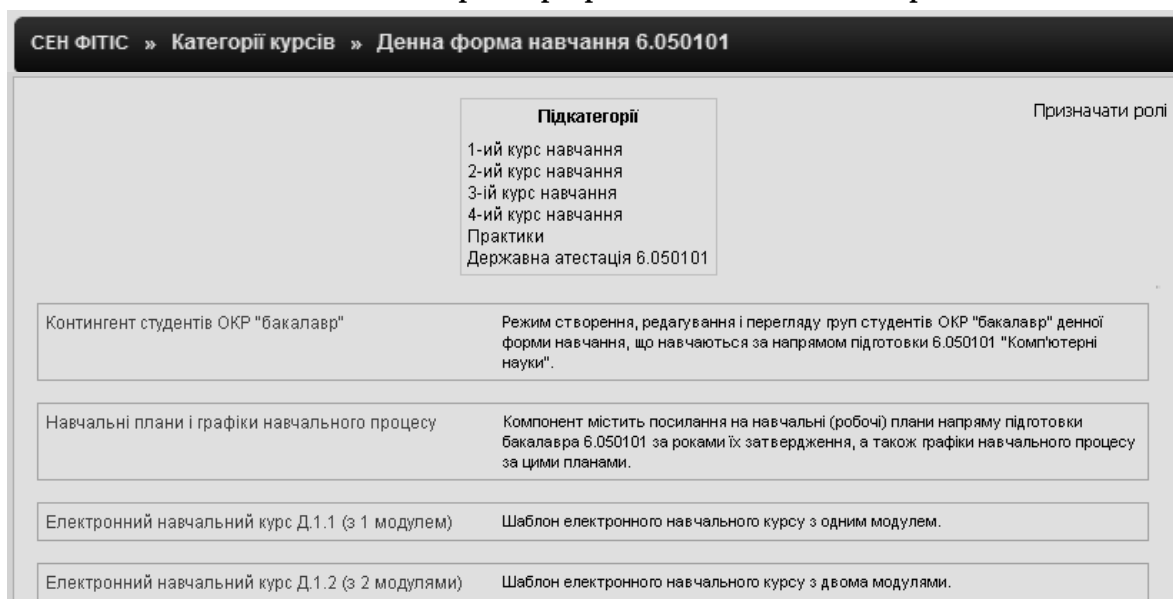 СЕН ФІТІС » Категорії курсів » Денна форма навчання 6.050101
Підкатегорії
Призначати ролі
1-ий курс навчання
2-ий курс навчання
3-ій курс навчання
4-ий курс навчання
Практики
Державна атестація 6.050101
Контингент студентів ОКР "бакалавр"
Режим створення, редагування і перегляду груп студентів ОКР "бакалавр" денної
форми навчання, що навчаються за напрямом підготовки 6.050101 "Комп'ютерні
науки".
Навчальні плани і графіки навчального процесу
Компонент містить посилання на навчальні (робочі) плани напряму підготовки
бакалавра 6.050101 за роками їх затвердження, а також графіки навчального процесу
за цими планами.
Електронний навчальний курс Д.1.1 (з 1 модулем)
Шаблон електронного навчального курсу з одним модулем.
Електронний навчальний курс Д.1.2 (з 2 модулями)
Шаблон електронного навчального курсу з двома модулями.